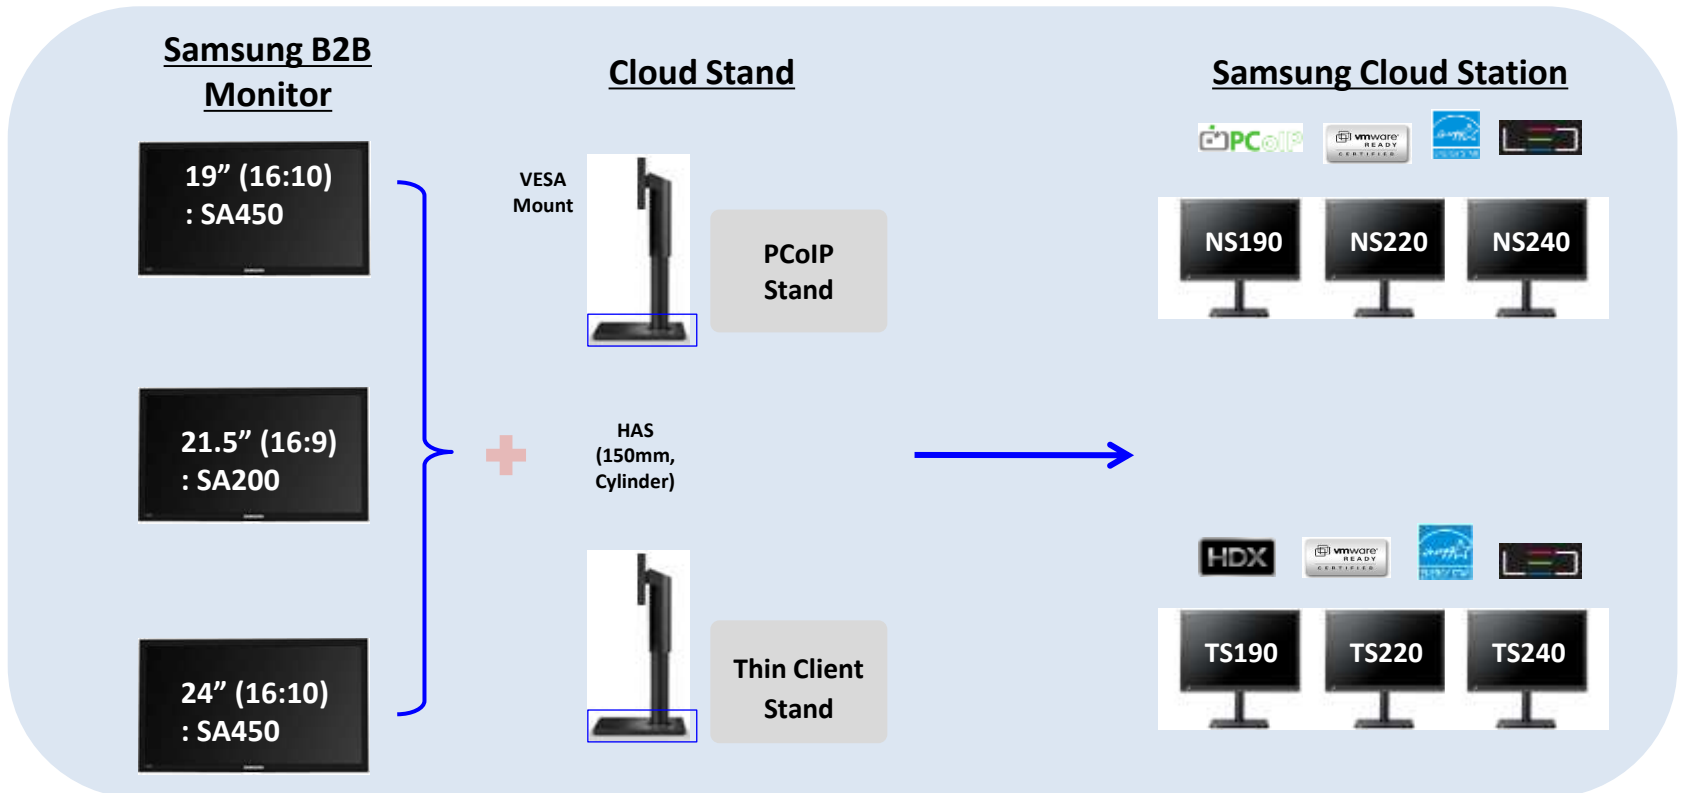 Samsung B2B
Monitor
Cloud Stand
Samsung Cloud Station
19” (16:10)
: SA450
21.5” (16:9)
: SA200
24” (16:10)
: SA450
VESA
Mount
PCoIP
Stand
HAS
(150mm,
Cylinder)
Thin Client
Stand
PCoIP
vmware
READY
CERTIFIED
NS190
NS220
NS240
HDX
vmware
READY
CERTIFIED
TS190
TS220
TS240